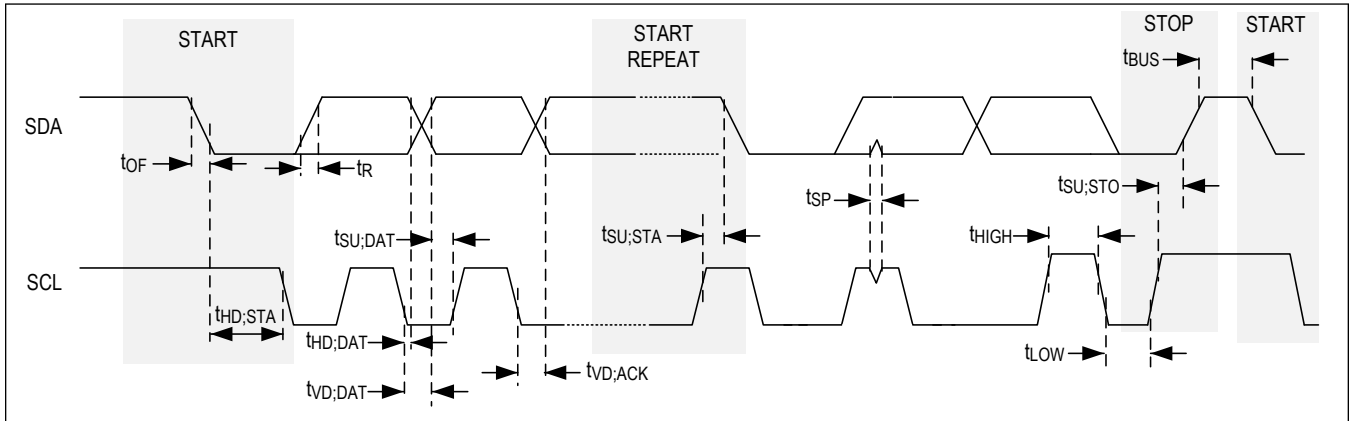 START
START
REPEAT
STOP
START
tBUS
SDA
tOF
tR
tSP
tSU;STO
tSU;DAT
tSU;STA
tHIGH
SCL
tHD;STA
tHD;DAT
tVD;ACK
tLOW
tVD;DAT